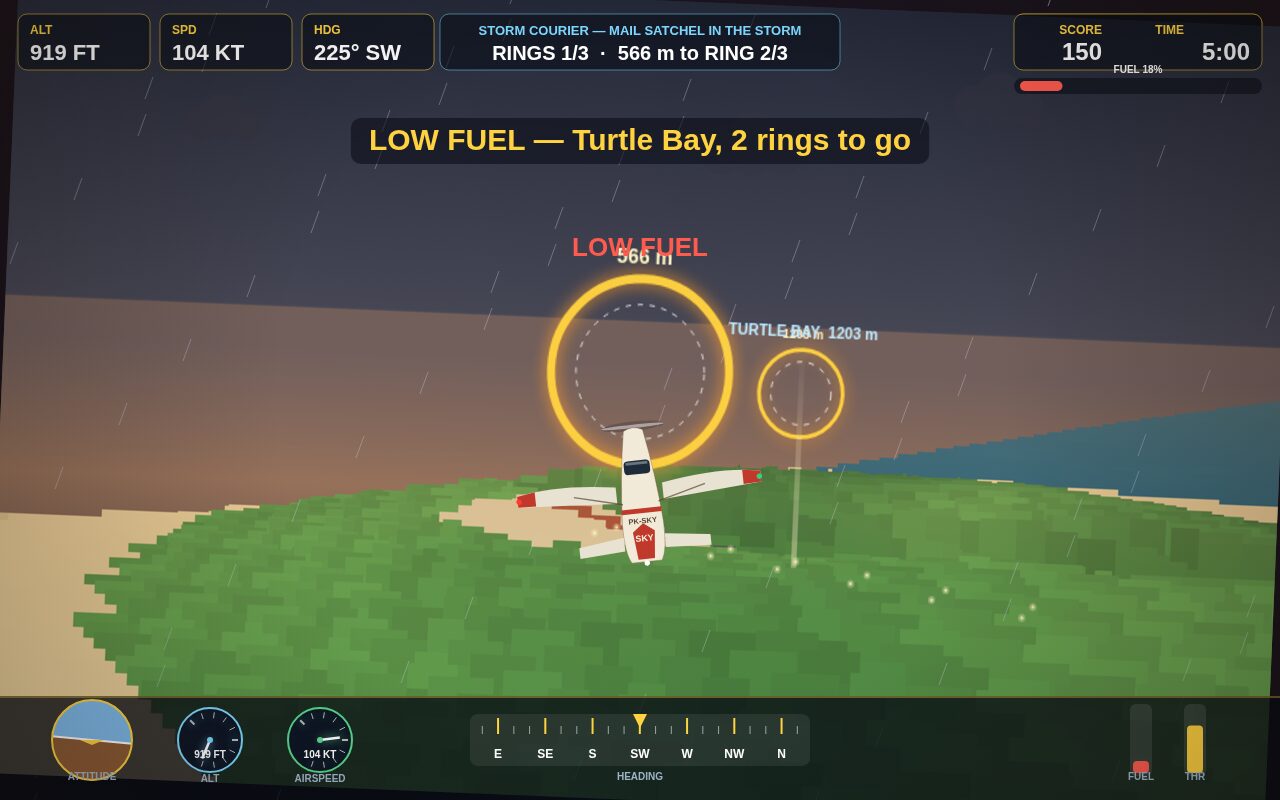 ALT
919 FT
SPD
104 KT
HDG
225° SW
STORM COURIER — MAIL SATCHEL IN THE STORM
RINGS 1/3 · 566 m to RING 2/3
SCORE
150
TIME
5:00
FUEL 18%
LOW FUEL — Turtle Bay, 2 rings to go
LOW FUEL
566 m
TURTLE BAY 1203 m
PK-SKY
SKY
919 FT
104 KT
E SE S SW W NW N
ATTITUDE
ALT
AIRSPEED
HEADING
FUEL
THR